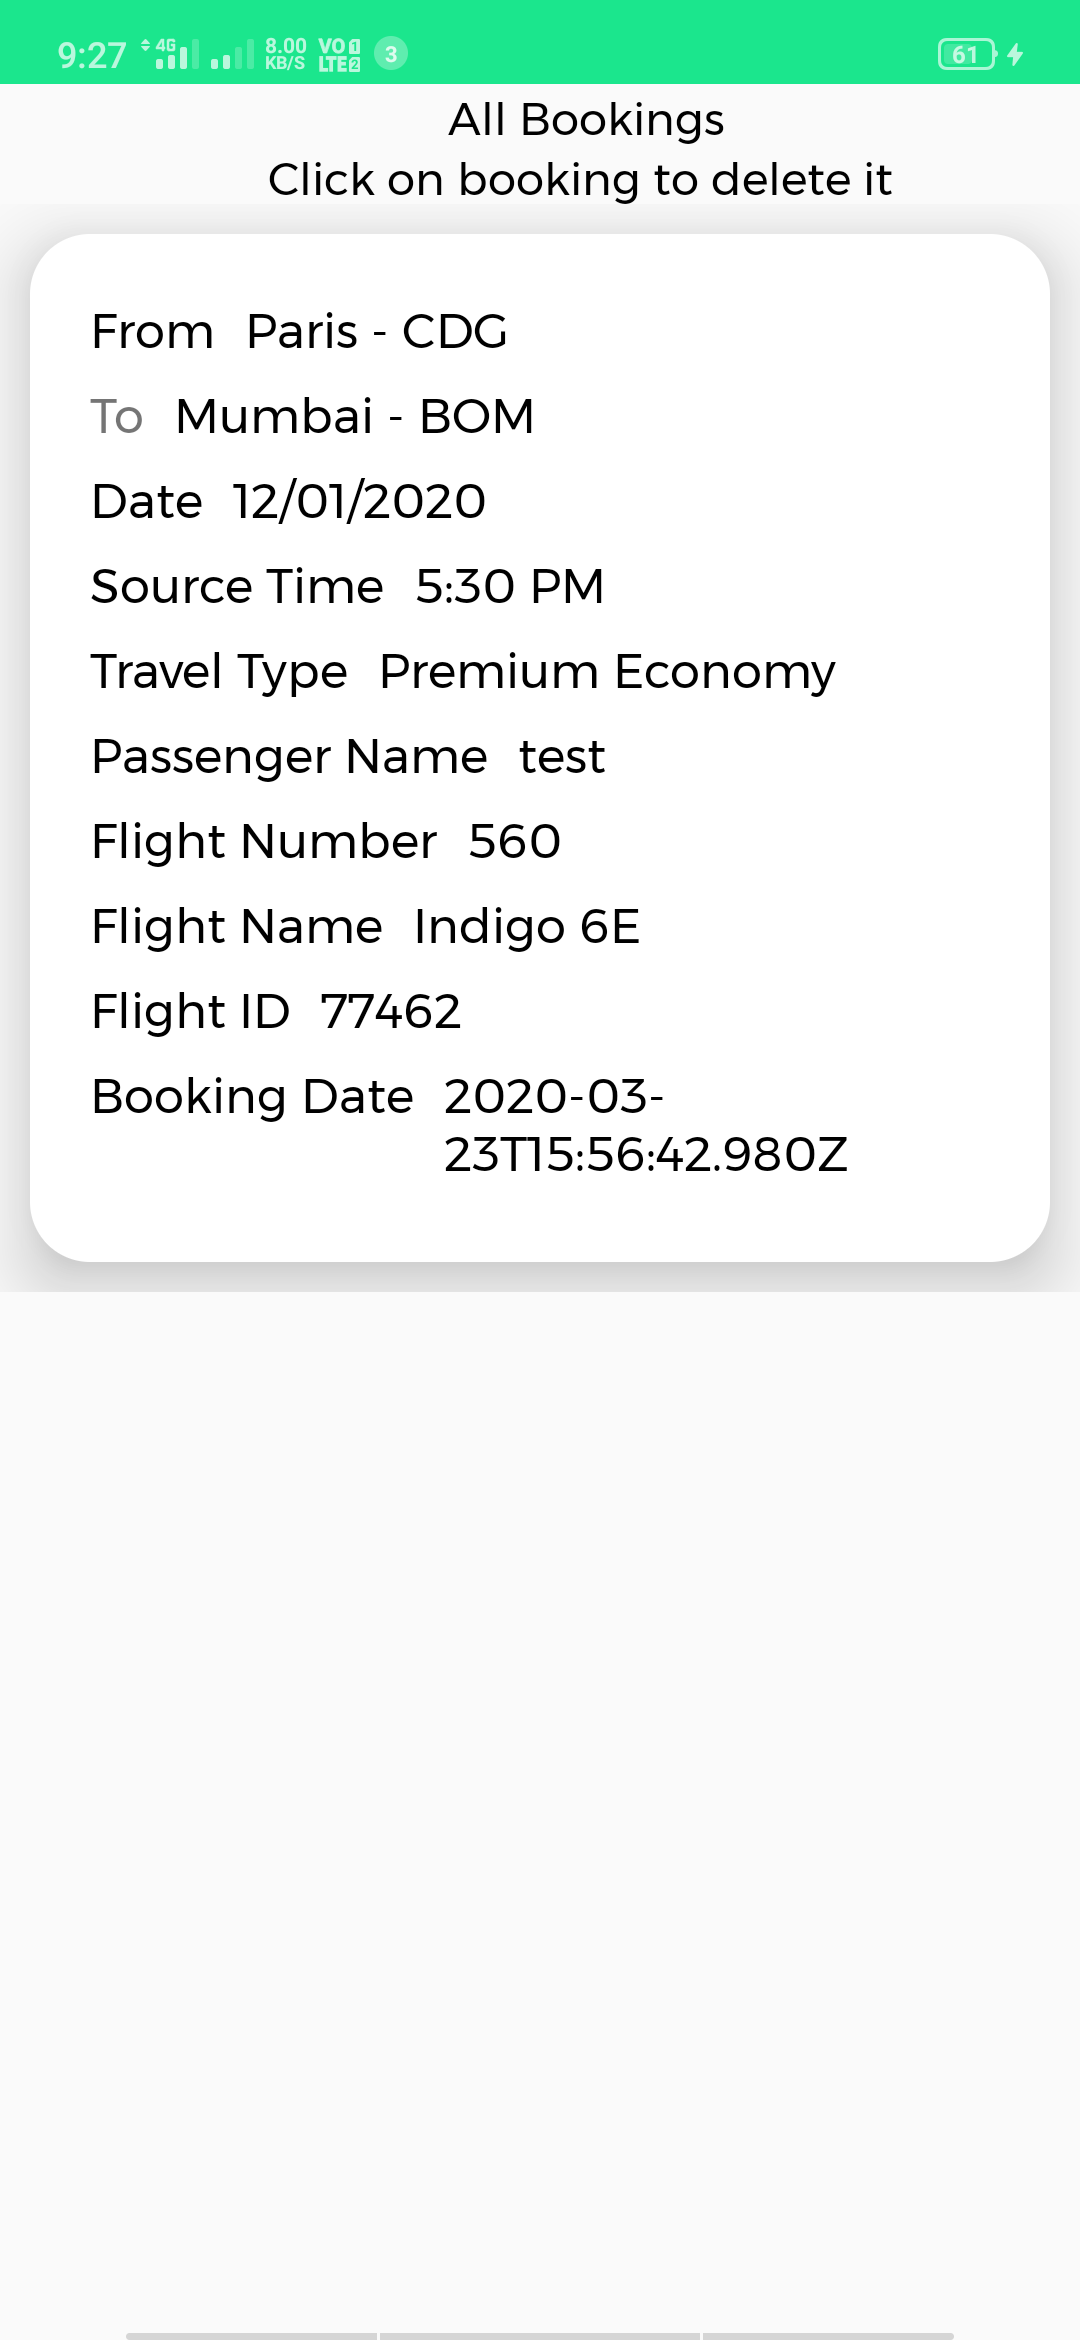 9:27 4G 8.00 KB/S VO LTE 1 2 3 61
All Bookings
Click on booking to delete it
From Paris - CDG
To Mumbai - BOM
Date 12/01/2020
Source Time 5:30 PM
Travel Type Premium Economy
Passenger Name test
Flight Number 560
Flight Name Indigo 6E
Flight ID 77462
Booking Date 2020-03-
23T15:56:42.980Z